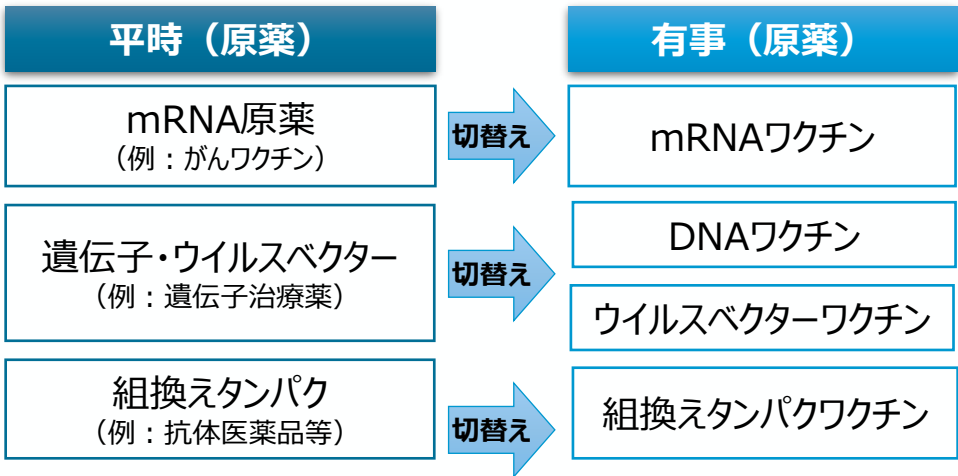 平時（原薬）
有事（原薬）
mRNA原薬
（例：がんワクチン）
切替え
mRNAワクチン
遺伝子・ウイルスベクター
（例：遺伝子治療薬）
切替え
DNAワクチン
ウイルスベクターワクチン
組換えタンパク
（例：抗体医薬品等）
切替え
組換えタンパクワクチン